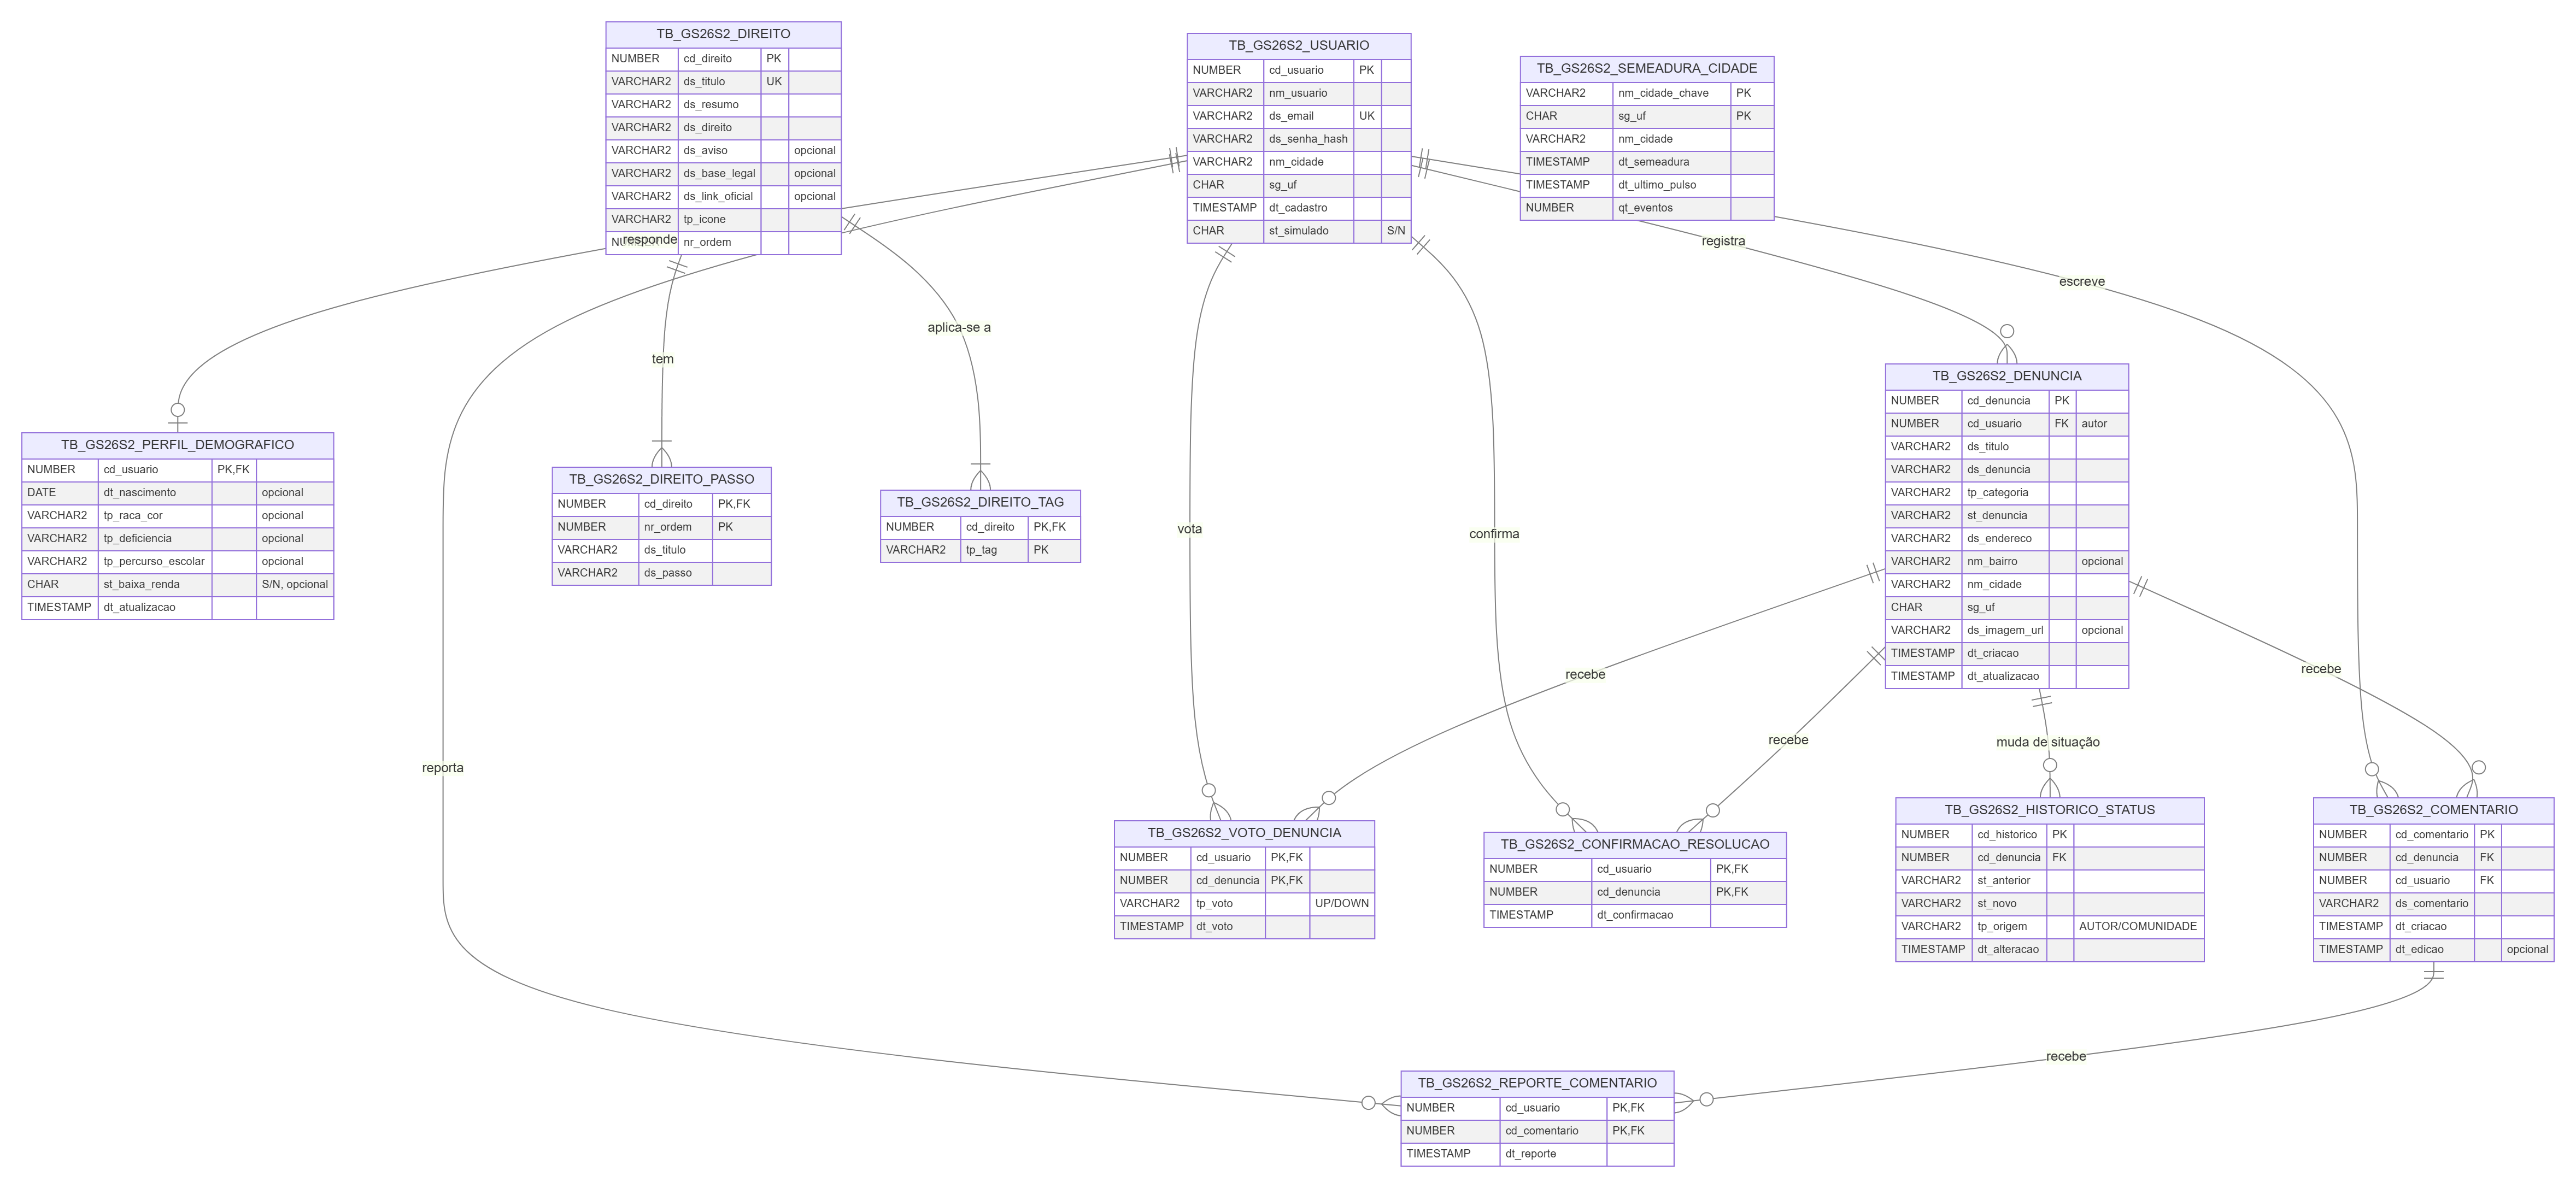 TB_GS26S2_DIREITO
NUMBER cd_direito PK
VARCHAR2 ds_titulo UK
VARCHAR2 ds_resumo
VARCHAR2 ds_direito
VARCHAR2 ds_aviso opcional
VARCHAR2 ds_base_legal opcional
VARCHAR2 ds_link_oficial opcional
VARCHAR2 tp_icone
nr_ordem
responde
TB_GS26S2_USUARIO
NUMBER cd_usuario PK
VARCHAR2 nm_usuario
VARCHAR2 ds_email UK
VARCHAR2 ds_senha_hash
VARCHAR2 nm_cidade
CHAR sg_uf
TIMESTAMP dt_cadastro
CHAR st_simulado S/N
TB_GS26S2_SEMEADURA_CIDADE
VARCHAR2 nm_cidade_chave PK
CHAR sg_uf PK
VARCHAR2 nm_cidade
TIMESTAMP dt_semeadura
TIMESTAMP dt_ultimo_pulso
NUMBER qt_eventos
registra
escreve
aplica-se a
tem
TB_GS26S2_DENUNCIA
NUMBER cd_denuncia PK
NUMBER cd_usuario FK autor
VARCHAR2 ds_titulo
VARCHAR2 ds_denuncia
VARCHAR2 tp_categoria
VARCHAR2 st_denuncia
VARCHAR2 ds_endereco
VARCHAR2 nm_bairro opcional
VARCHAR2 nm_cidade
CHAR sg_uf
VARCHAR2 ds_imagem_url opcional
TIMESTAMP dt_criacao
TIMESTAMP dt_atualizacao
TB_GS26S2_PERFIL_DEMOGRAFICO
NUMBER cd_usuario PK,FK
DATE dt_nascimento opcional
VARCHAR2 tp_raca_cor opcional
VARCHAR2 tp_deficiencia opcional
VARCHAR2 tp_percurso_escolar opcional
CHAR st_baixa_renda S/N, opcional
TIMESTAMP dt_atualizacao
TB_GS26S2_DIREITO_PASSO
NUMBER cd_direito PK,FK
NUMBER nr_ordem PK
VARCHAR2 ds_titulo
VARCHAR2 ds_passo
TB_GS26S2_DIREITO_TAG
NUMBER cd_direito PK,FK
VARCHAR2 tp_tag PK
vota
confirma
recebe
recebe
recebe
muda de situação
reporta
TB_GS26S2_VOTO_DENUNCIA
NUMBER cd_usuario PK,FK
NUMBER cd_denuncia PK,FK
VARCHAR2 tp_voto UP/DOWN
TIMESTAMP dt_voto
TB_GS26S2_CONFIRMACAO_RESOLUCAO
NUMBER cd_usuario PK,FK
NUMBER cd_denuncia PK,FK
TIMESTAMP dt_confirmacao
TB_GS26S2_HISTORICO_STATUS
NUMBER cd_historico PK
NUMBER cd_denuncia FK
VARCHAR2 st_anterior
VARCHAR2 st_novo
VARCHAR2 tp_origem AUTOR/COMUNIDADE
TIMESTAMP dt_alteracao
TB_GS26S2_COMENTARIO
NUMBER cd_comentario PK
NUMBER cd_denuncia FK
NUMBER cd_usuario FK
VARCHAR2 ds_comentario
TIMESTAMP dt_criacao
TIMESTAMP dt_edicao opcional
recebe
TB_GS26S2_REPORTE_COMENTARIO
NUMBER cd_usuario PK,FK
NUMBER cd_comentario PK,FK
TIMESTAMP dt_reporte